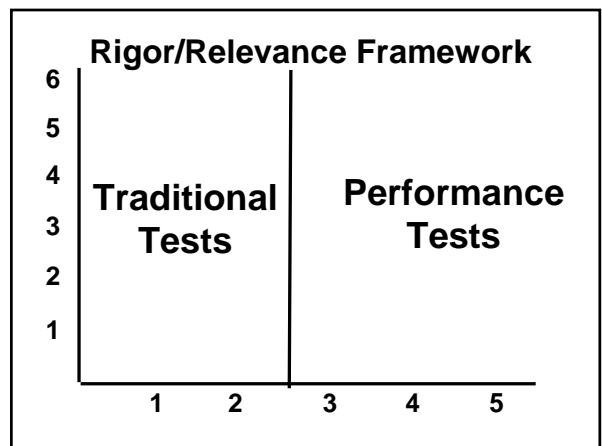 Rigor/Relevance Framework
6
5
4
3
2
1
Traditional
Tests
Performance
Tests
1 2 3 4 5